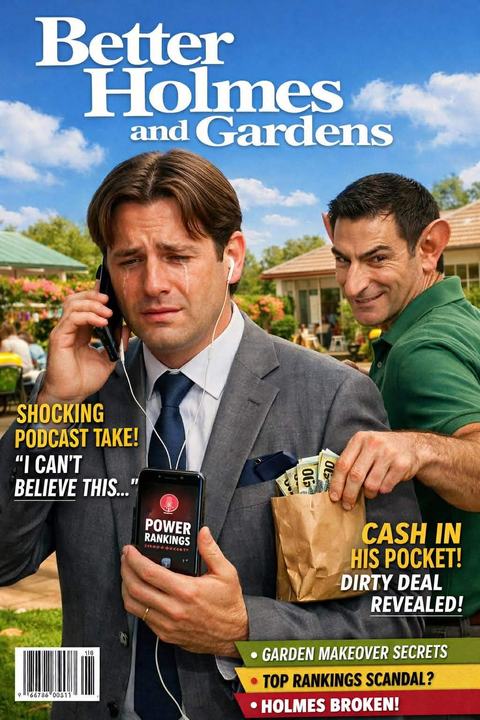 Better
Holmes
and Gardens
SHOCKING
PODCAST TAKE!
"I CAN'T
BELIEVE THIS..."
POWER
RANKINGS
CASH IN
HIS POCKET!
DIRTY DEAL
REVEALED!
• GARDEN MAKEOVER SECRETS
• TOP RANKINGS SCANDAL?
• HOLMES BROKEN!